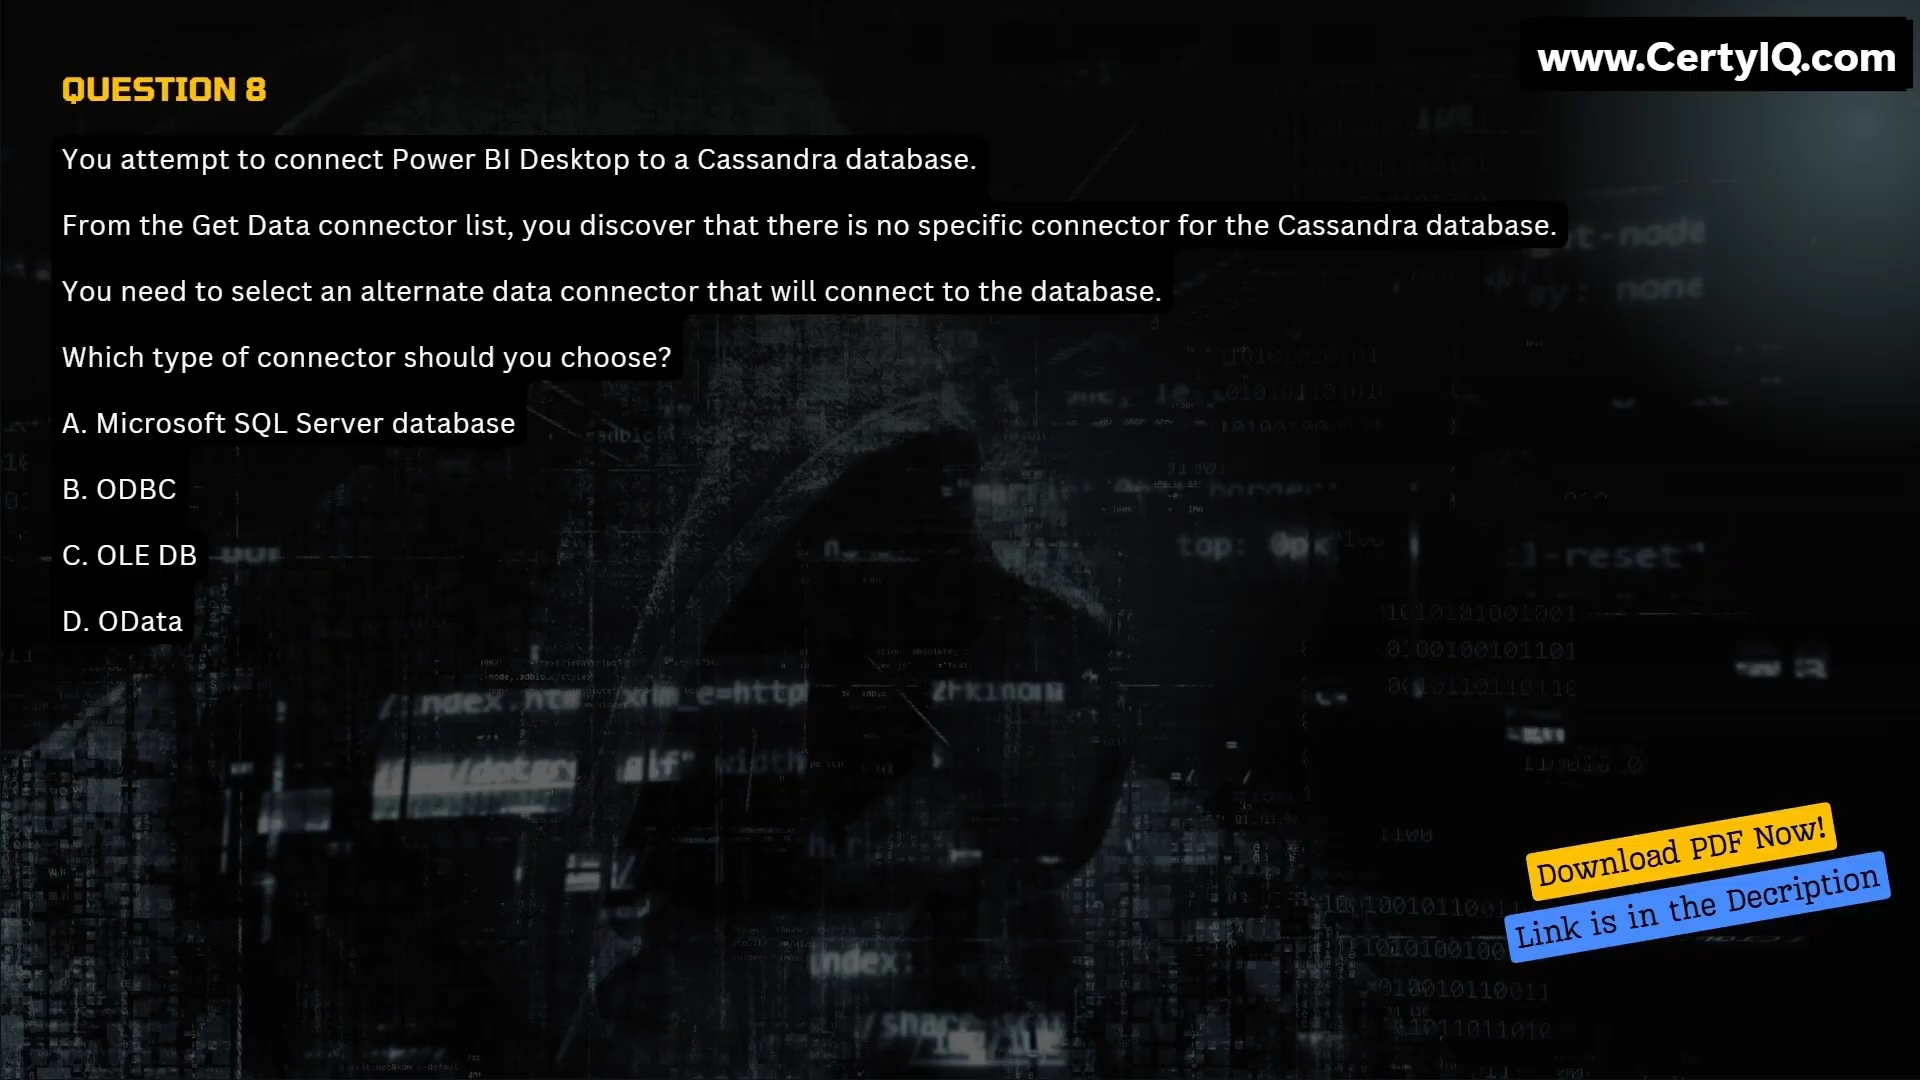 www.CertyIQ.com
QUESTION 8
You attempt to connect Power BI Desktop to a Cassandra database.
From the Get Data connector list, you discover that there is no specific connector for the Cassandra database.
You need to select an alternate data connector that will connect to the database.
Which type of connector should you choose?
A. Microsoft SQL Server database
B. ODBC
C. OLE DB
D. OData
Download PDF Now!
Link is in the Decription